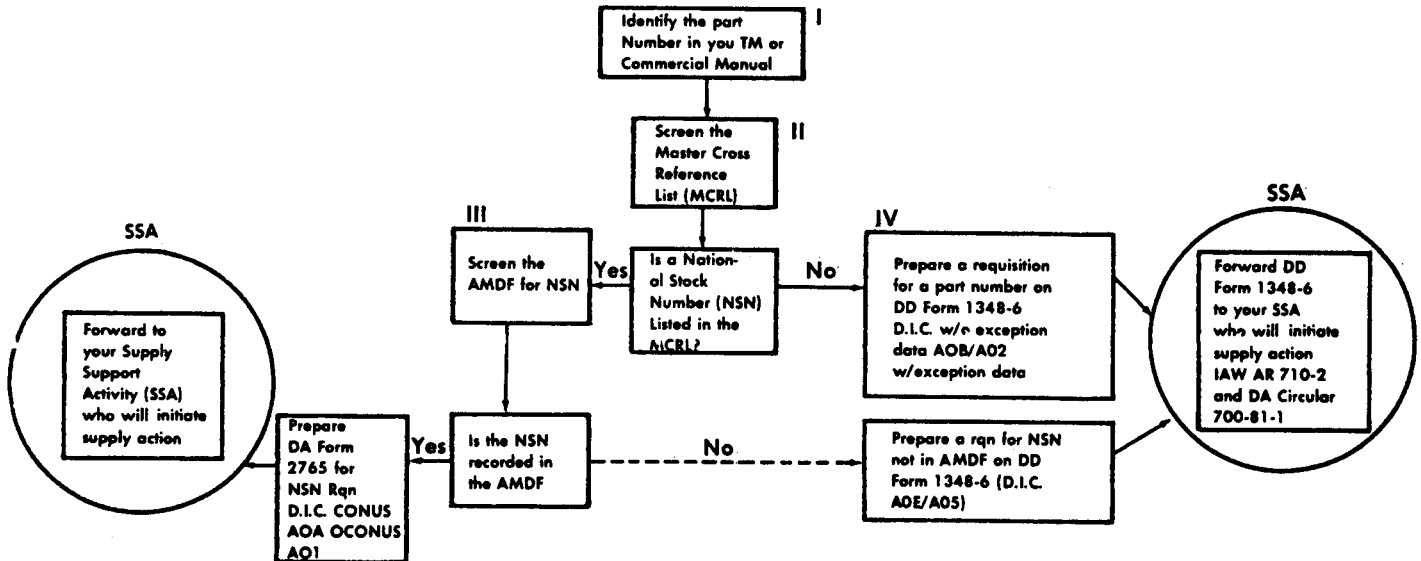 I
Identify the part
Number in you TM or
Commercial Manual
II
Screen the
Master Cross
Reference
List (MCRL)
SSA
III
Screen the
AMDF for NSN
Yes
Is a Nation-
al Stock
Number (NSN)
Listed in the
MCRL?
No
IV
Prepare a requisition
for a part number on
DD Form 1348-6
D.I.C. w/o exception
data AOB/A02
w/exception data
SSA
Forward DD
Form 1348-6
to your SSA
who will initiate
supply action
IAW AR 710-2
and DA Circular
700-81-1
Forward to
your Supply
Support
Activity (SSA)
who will initiate
supply action
Prepare
DA Form
2765 for
NSN Rqn
D.I.C. CONUS
AOA OCONUS
AO1
Yes
Is the NSN
recorded in
the AMDF
No
Prepare a rqn for NSN
not in AMDF on DD
Form 1348-6 (D.I.C.
A0E/A05)